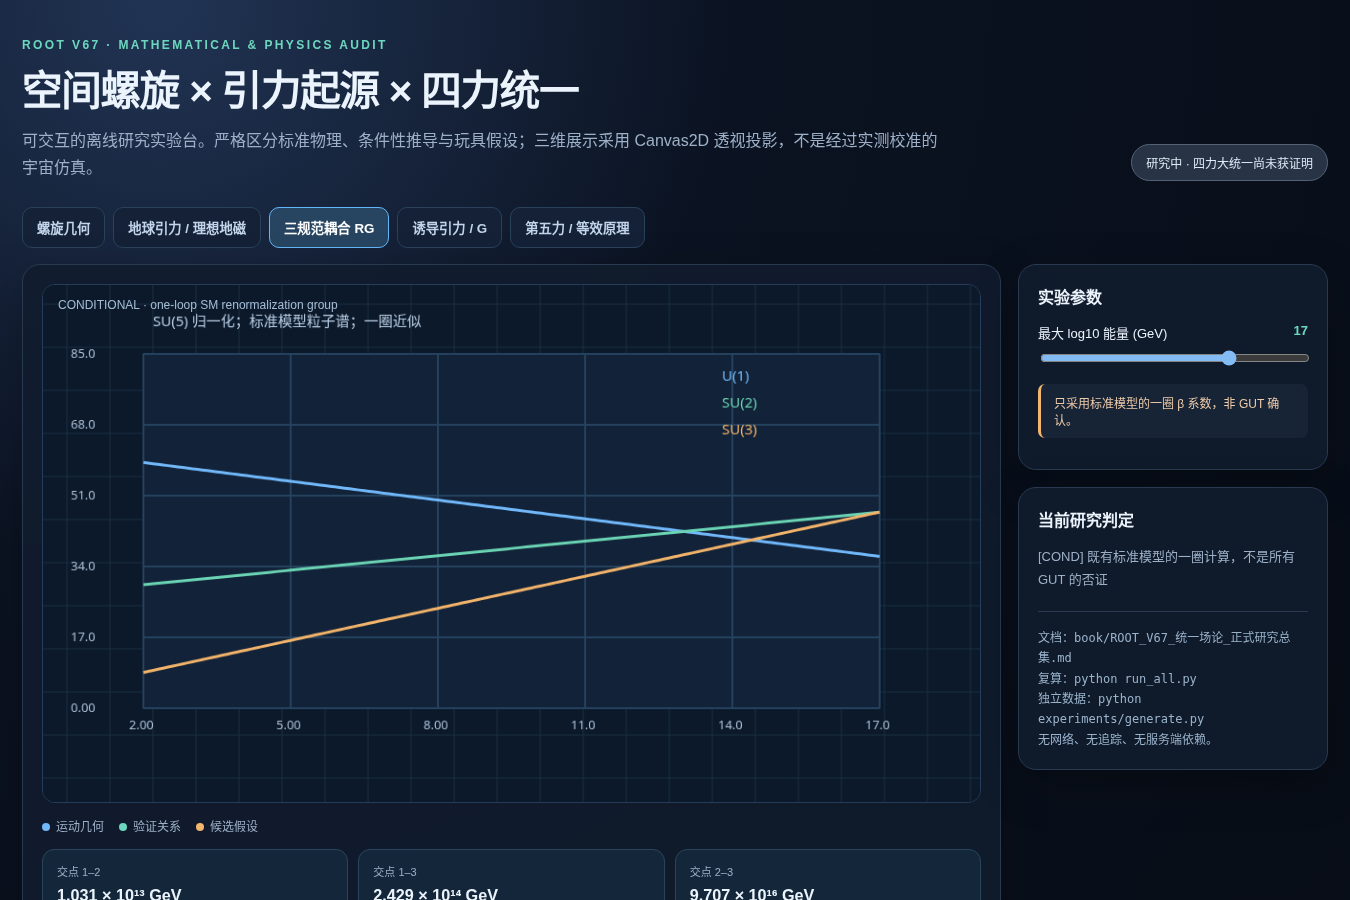 ROOT V67 · MATHEMATICAL & PHYSICS AUDIT
空间螺旋 × 引力起源 × 四力统一
可交互的离线研究实验台。严格区分标准物理、条件性推导与玩具假设；三维展示采用 Canvas2D 透视投影，不是经过实测校准的
宇宙仿真。
研究中 · 四力大统一尚未获证明
螺旋几何
地球引力 / 理想地磁
三规范耦合 RG
诱导引力 / G
第五力 / 等效原理
CONDITIONAL · one-loop SM renormalization group
SU(5) 归一化；标准模型粒子谱；一圈近似
85.0
68.0
51.0
34.0
17.0
0.00
U(1)
SU(2)
SU(3)
2.00
5.00
8.00
11.0
14.0
17.0
运动几何
验证关系
候选假设
交点 1–2
1.031 × 10¹³ GeV
交点 1–3
2.429 × 10¹⁴ GeV
交点 2–3
9.707 × 10¹⁶ GeV
实验参数
最大 log10 能量 (GeV)
17
只采用标准模型的一圈 β 系数，非 GUT 确
认。
当前研究判定
[COND] 既有标准模型的一圈计算，不是所有
GUT 的否证
文档：book/ROOT_V67_统一场论_正式研究总
集.md
复算：python run_all.py
独立数据：python
experiments/generate.py
无网络、无追踪、无服务端依赖。